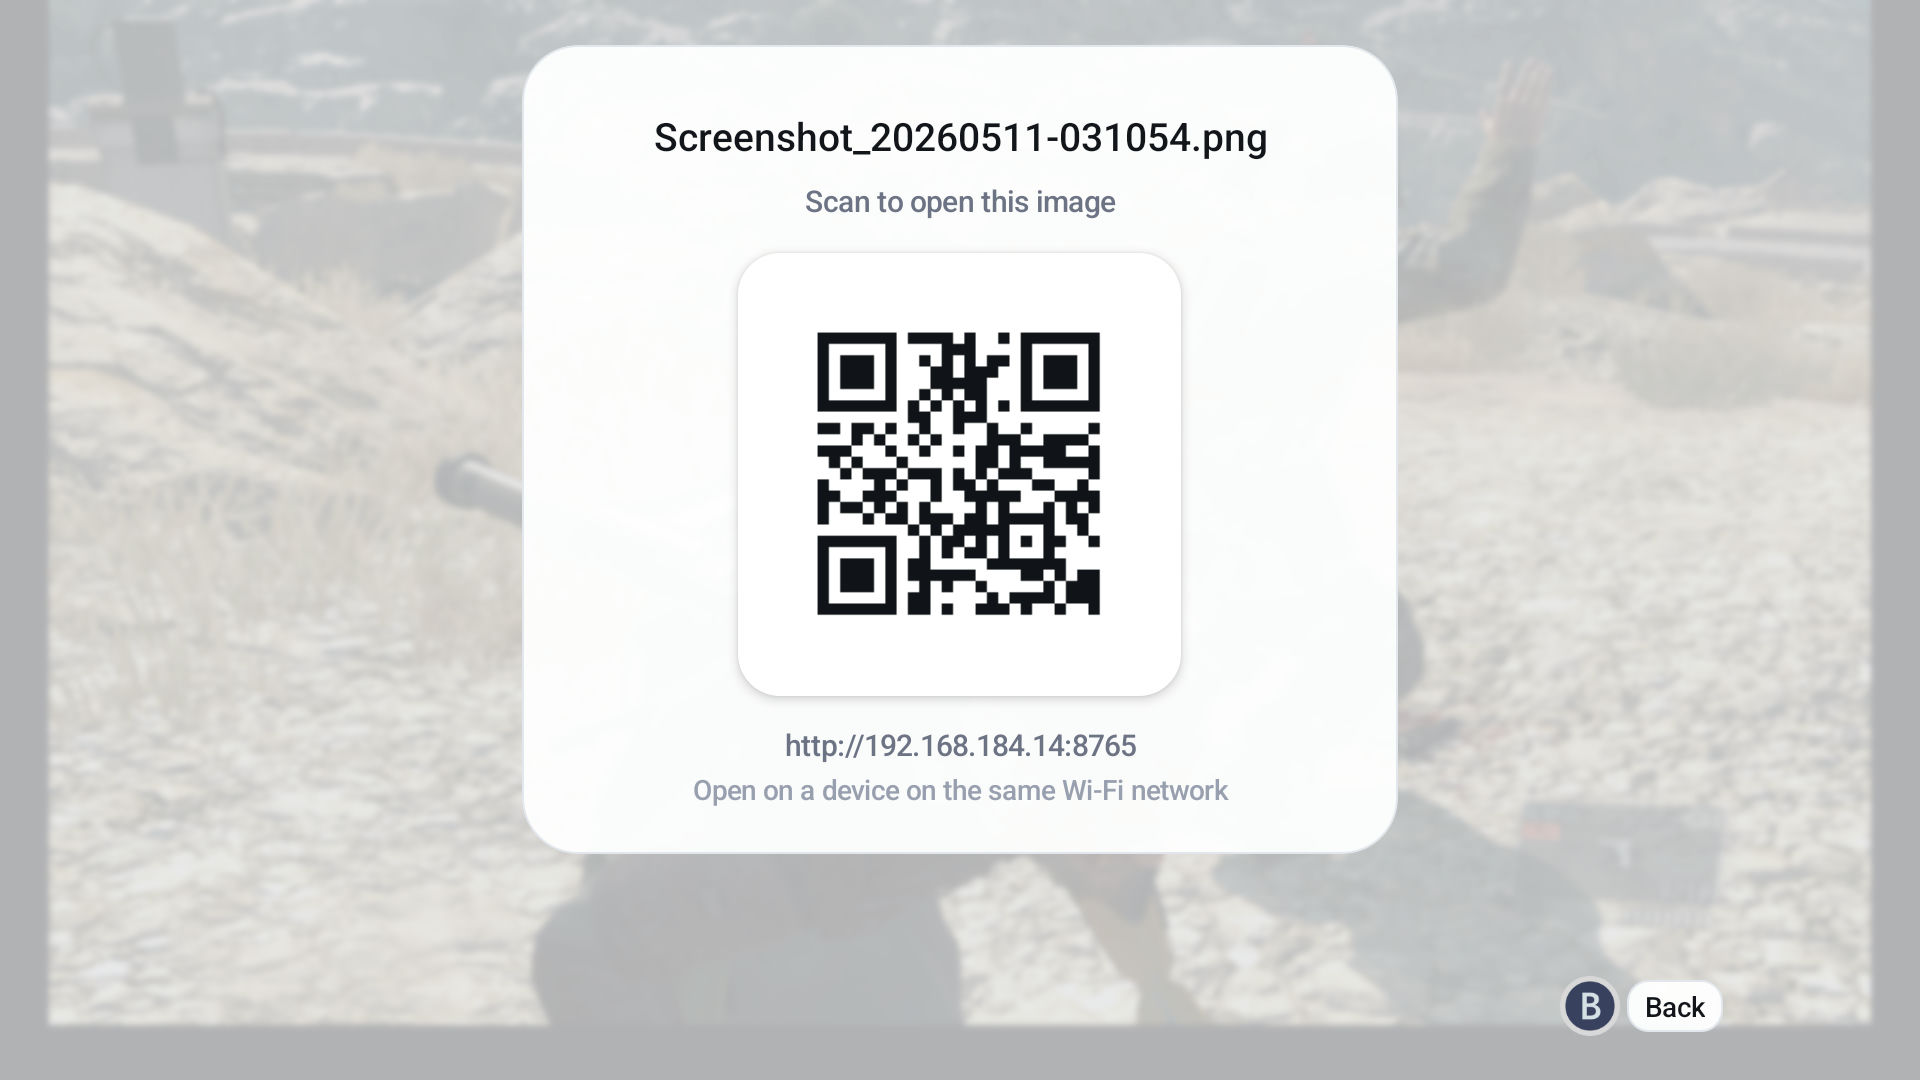 Screenshot_20260511-031054.png
Scan to open this image
http://192.168.184.14:8765
Open on a device on the same Wi-Fi network
B Back